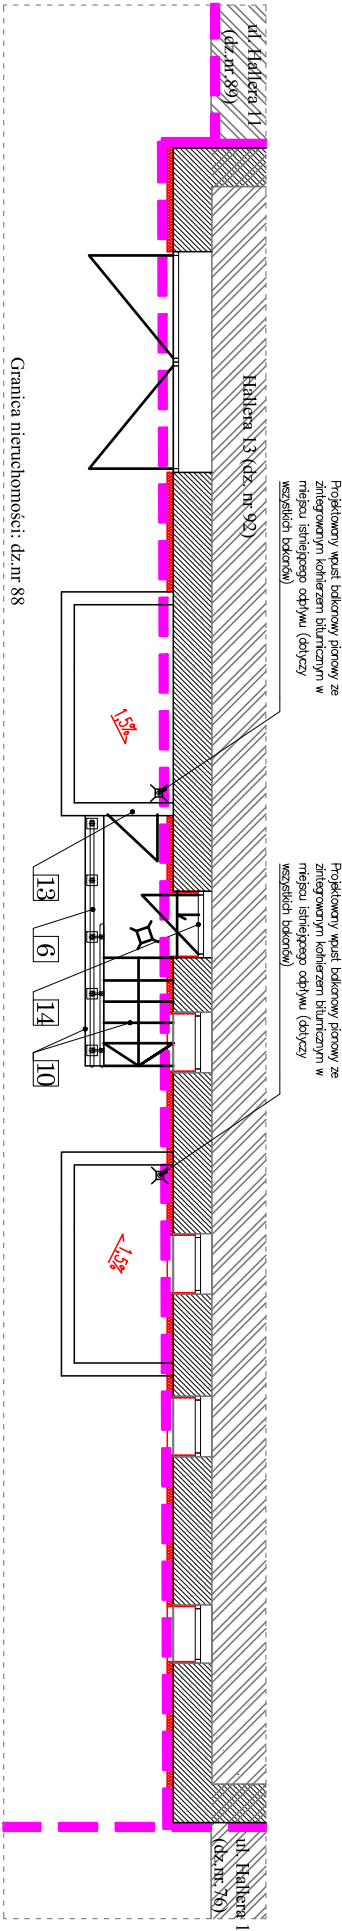 ul. Hallera 11
(dz.nr.89)
Hallera 13 (dz. nr 92)
Projektowany wpust balkonowy pionowy ze
zintegrowanym kołnierzem bitumicznym w
miejscu istniejącego odpływu (dotyczy
wszystkich bakonów)
Projektowany wpust balkonowy pionowy ze
zintegrowanym kołnierzem bitumicznym w
miejscu istniejącego odpływu (dotyczy
wszystkich bakonów)
Granica nieruchomości: dz.nr 88
1,5%
13
6
14
10
1,5%
ul. Hallera 1
(dz.nr.76)